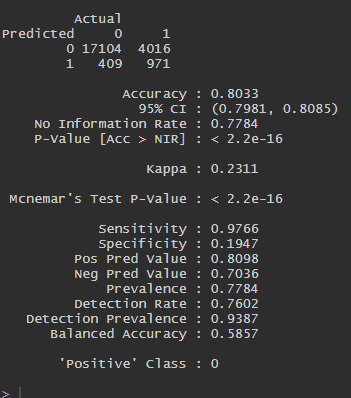 Actual
Predicted 0 1
0 17104 4016
1 409 971
Accuracy : 0.8033
95% CI : (0.7981, 0.8085)
No Information Rate : 0.7784
P-Value [Acc > NIR] : < 2.2e-16
Kappa : 0.2311
Mcnemar's Test P-Value : < 2.2e-16
Sensitivity : 0.9766
Specificity : 0.1947
Pos Pred Value : 0.8098
Neg Pred Value : 0.7036
Prevalence : 0.7784
Detection Rate : 0.7602
Detection Prevalence : 0.9387
Balanced Accuracy : 0.5857
'Positive' Class : 0
>